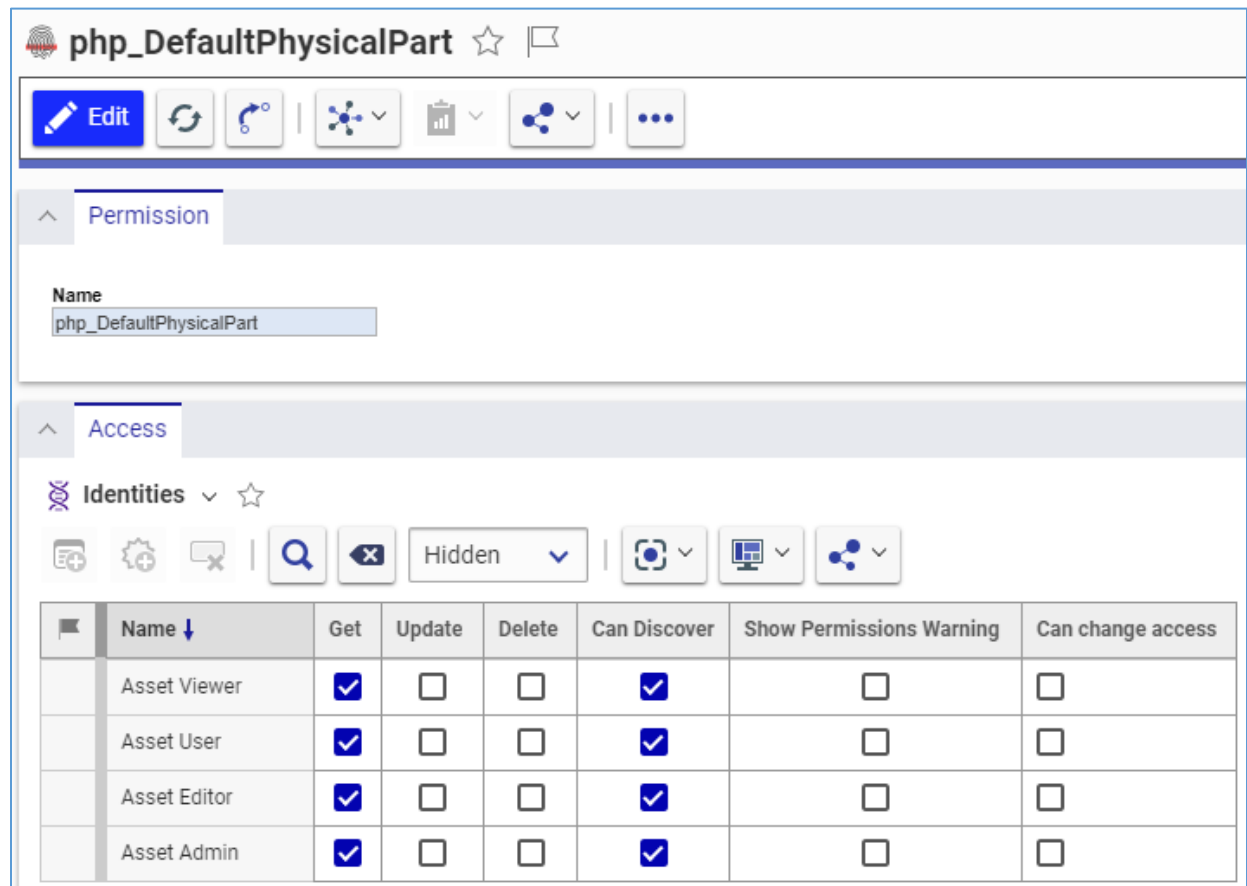 php_DefaultPhysicalPart
Edit
Permission
Name
php_DefaultPhysicalPart
Access
Identities
Hidden
Name Get Update Delete Can Discover Show Permissions Warning Can change access
Asset Viewer
Asset User
Asset Editor
Asset Admin